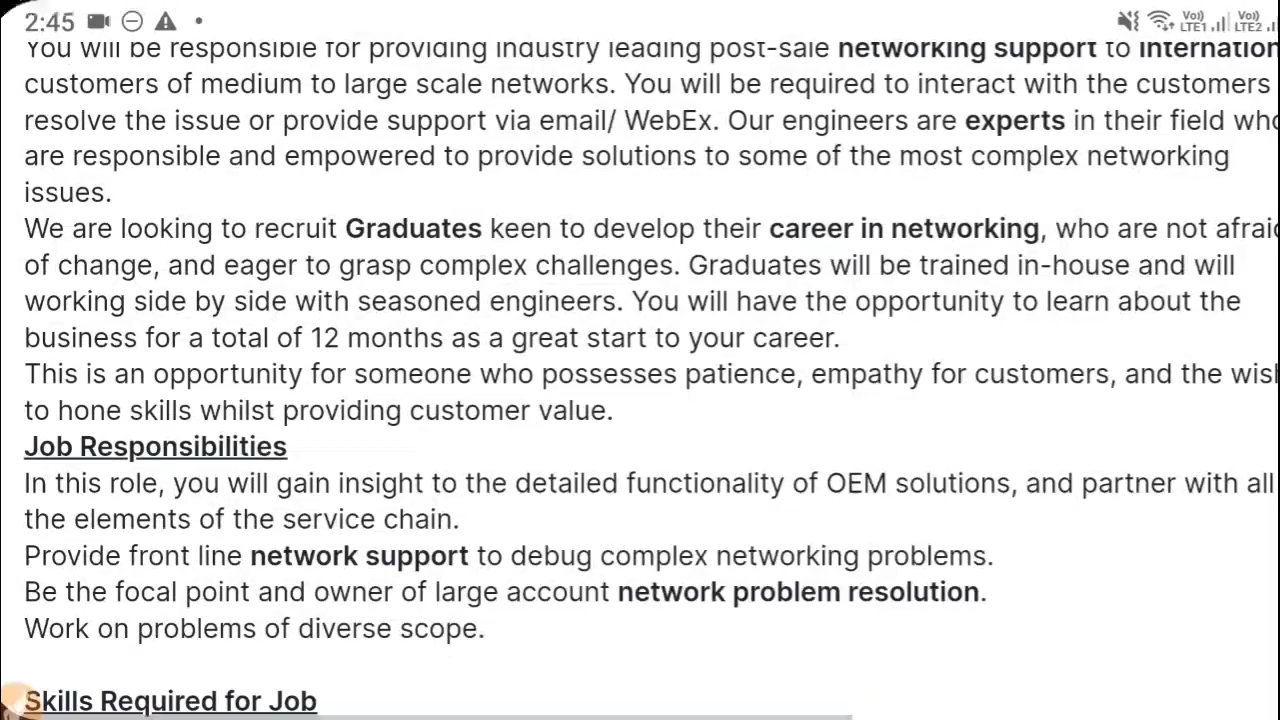 2:45
Vo) LTE1 Vo) LTE2
You will be responsible for providing industry leading post-sale networking support to internation
customers of medium to large scale networks. You will be required to interact with the customers
resolve the issue or provide support via email/ WebEx. Our engineers are experts in their field who
are responsible and empowered to provide solutions to some of the most complex networking
issues.
We are looking to recruit Graduates keen to develop their career in networking, who are not afraid
of change, and eager to grasp complex challenges. Graduates will be trained in-house and will
working side by side with seasoned engineers. You will have the opportunity to learn about the
business for a total of 12 months as a great start to your career.
This is an opportunity for someone who possesses patience, empathy for customers, and the wish
to hone skills whilst providing customer value.
Job Responsibilities
In this role, you will gain insight to the detailed functionality of OEM solutions, and partner with all
the elements of the service chain.
Provide front line network support to debug complex networking problems.
Be the focal point and owner of large account network problem resolution.
Work on problems of diverse scope.
Skills Required for Job